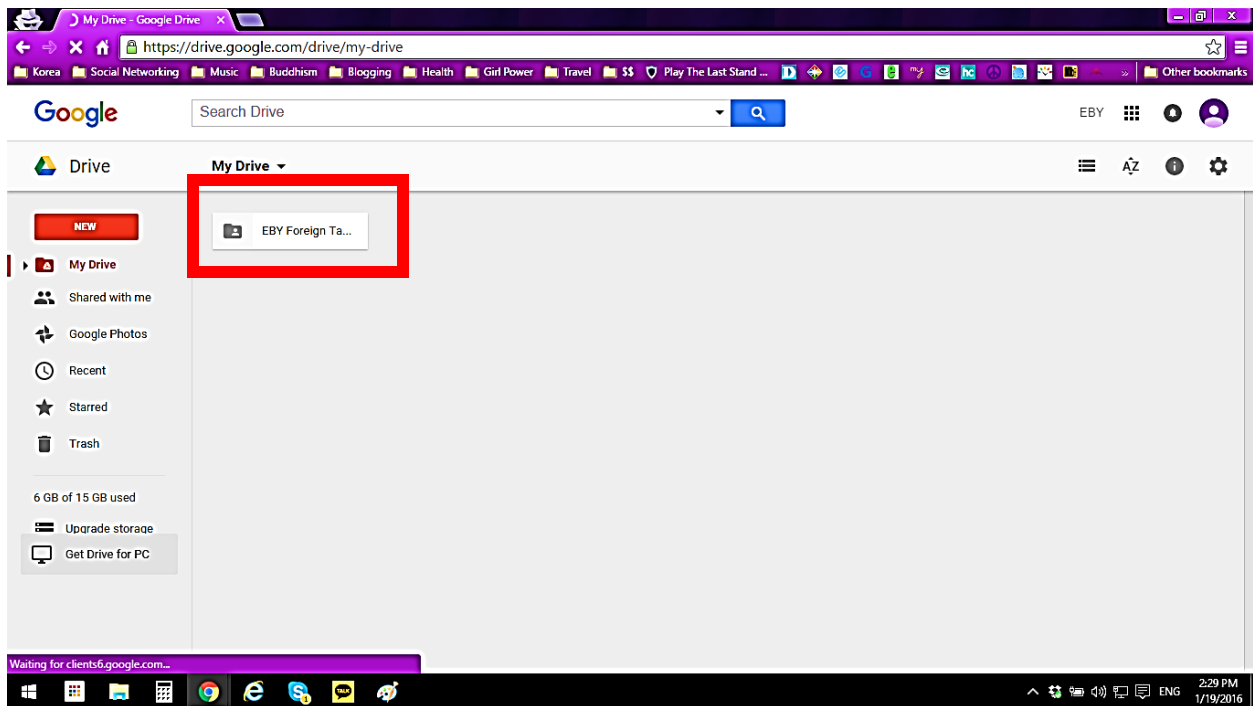 My Drive - Google Drive
https://drive.google.com/drive/my-drive
Korea Social Networking Music Buddhism Blogging Health Girl Power Travel $$ Play The Last Stand ... » Other bookmarks
Google Search Drive EBY
Drive My Drive AZ
NEW
EBY Foreign Ta...
My Drive
Shared with me
Google Photos
Recent
Starred
Trash
6 GB of 15 GB used
Upgrade storage
Get Drive for PC
Waiting for clients6.google.com...
TALK ENG 2:29 PM
1/19/2016